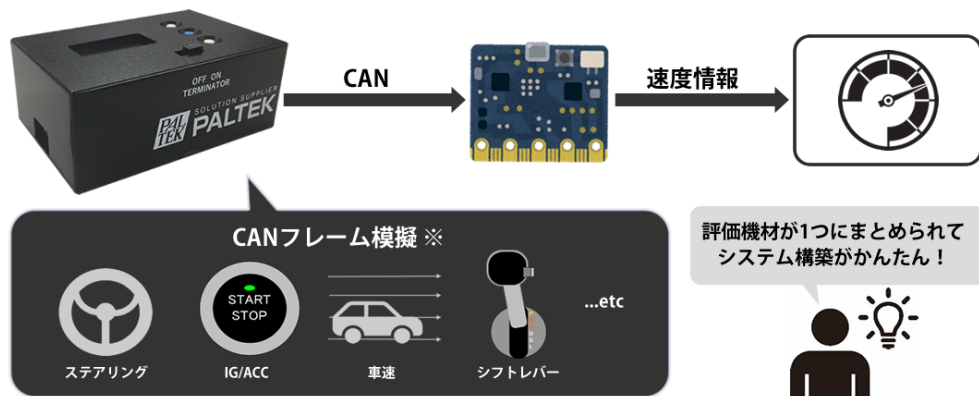 OFF ON
TERMINATOR
SOLUTION SUPPLIER
PALTEK
PAL
TEK
CAN
速度情報
CANフレーム模擬 ※
START
STOP
...etc
ステアリング
IG/ACC
車速
シフトレバー
評価機材が1つにまとめられて
システム構築がかんたん！